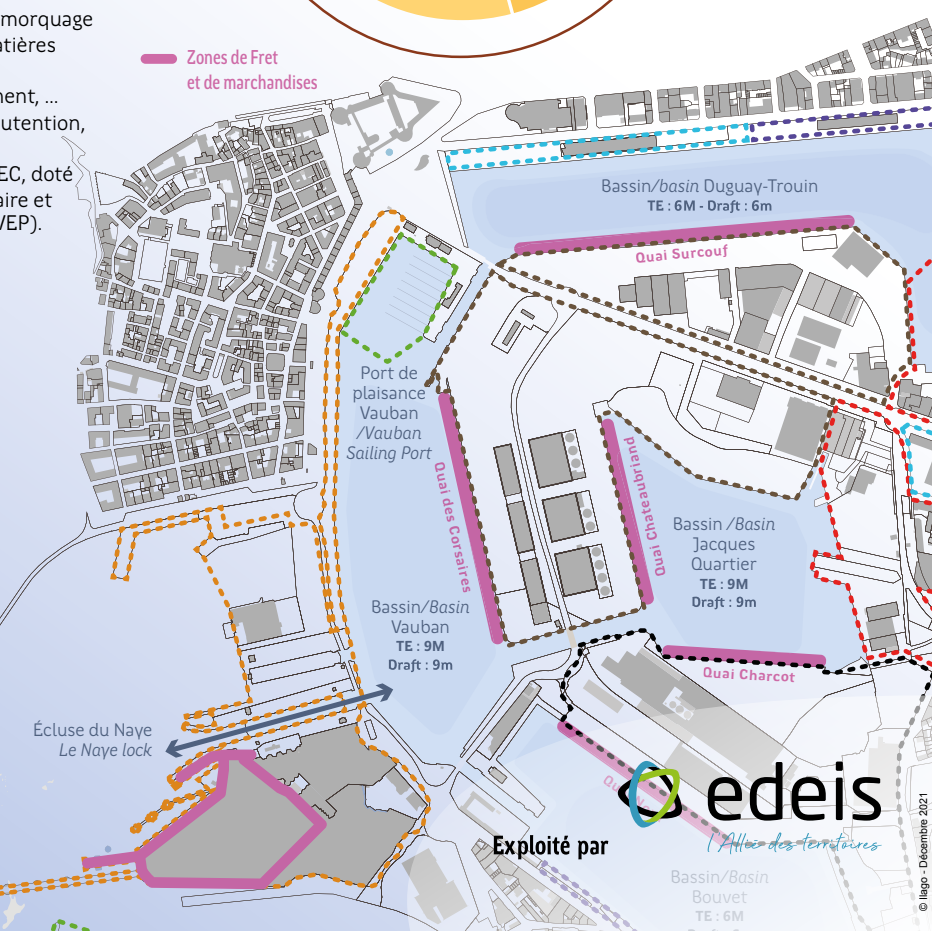 morquage
atières
nent, ...
utention,
EC, doté
aire et
VEP).
Zones de Fret
et de marchandises
Bassin/basin Duguay-Trouin
TE : 6M - Draft : 6m
Quai Surcouf
Port de
plaisance
Vauban
/Vauban
Sailing Port
Quai des Corsaires
Quai Chateaubriand
Bassin /Basin
Jacques
Quartier
TE : 9M
Draft : 9m
Bassin/Basin
Vauban
TE : 9M
Draft : 9m
Quai Charcot
Écluse du Naye
Le Naye lock
edeis
l'Allié des territoires
Exploité par
Bassin/Basin
Bouvet
TE : 6M
© Ilago - Décembre 2021